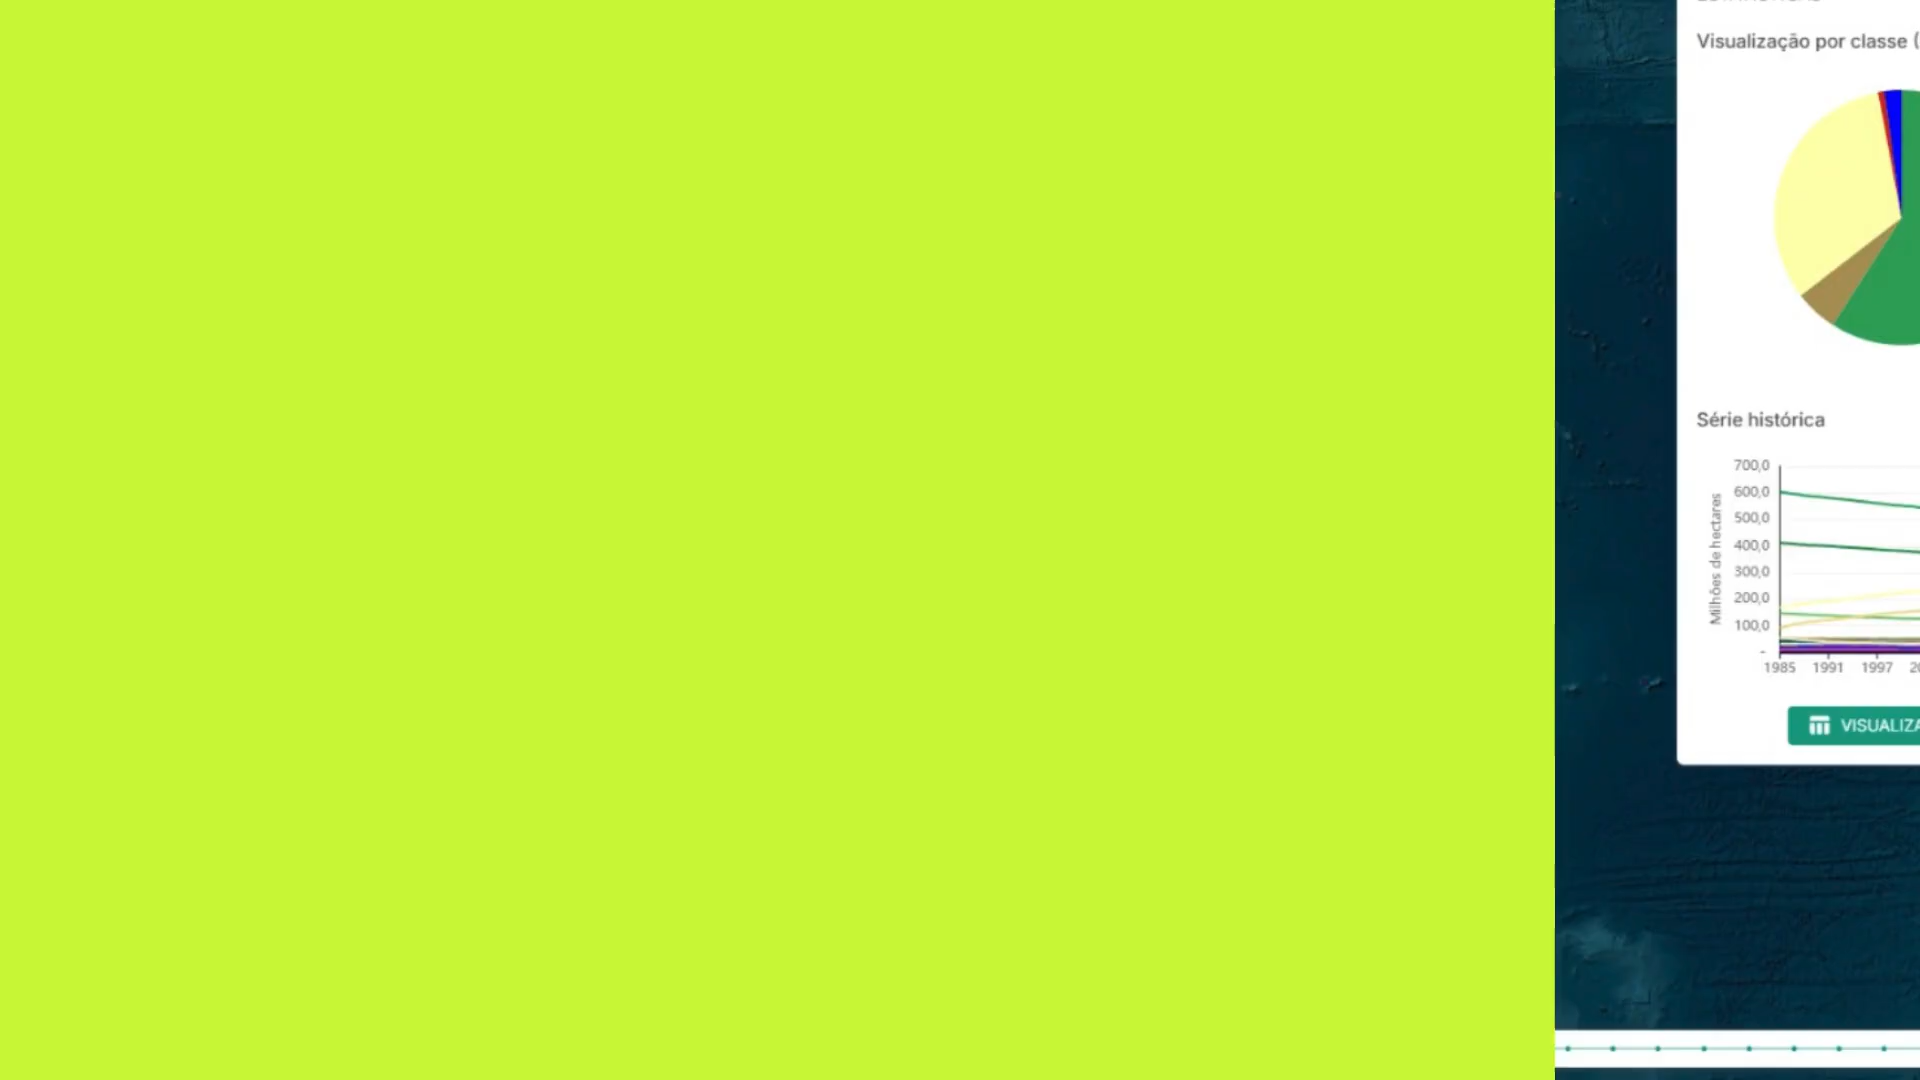 Visualização por classe (
Série histórica
Milhões de hectares
700,0
600,0
500,0
400,0
300,0
200,0
100,0
-
1985 1991 1997
VISUALIZA